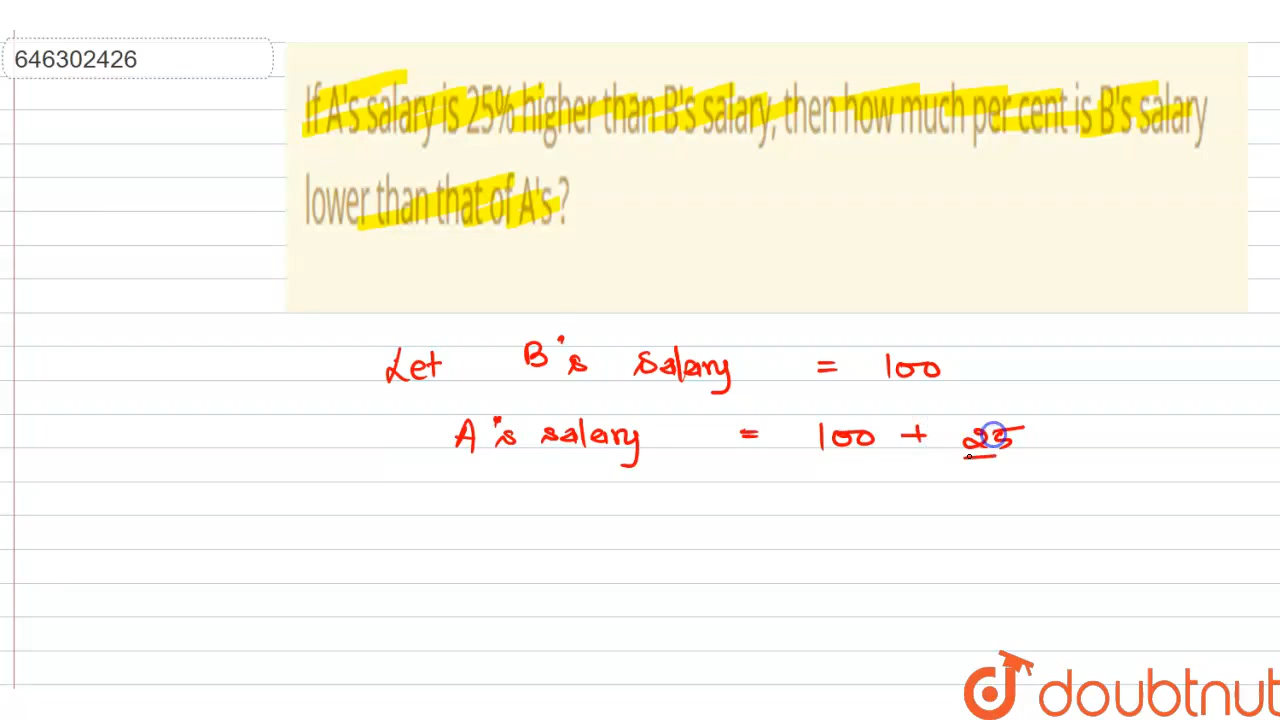 646302426
If A's salary is 25% higher than B's salary, then how much per cent is B's salary
lower than that of A's ?
Let B's salary = 100
A's salary = 100 + 25
doubtnut